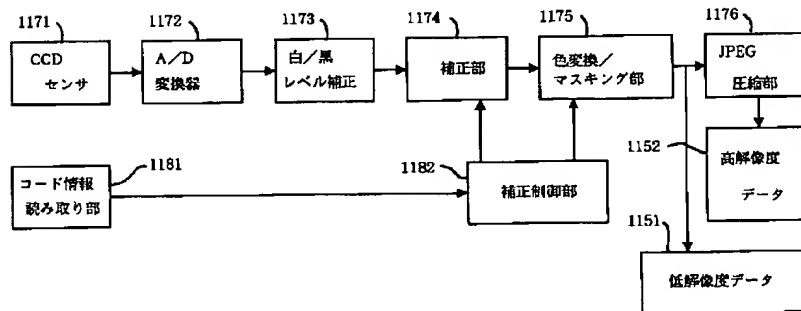 1171
1172
1173
1174
1175
1176
CCD
センサ
A/D
変換器
白/黒
レベル補正
補正部
色変換/
マスキング部
JPEG
圧縮部
1152
高解像度
データ
1181
コード情報
読み取り部
1182
補正制御部
1151
低解像度データ